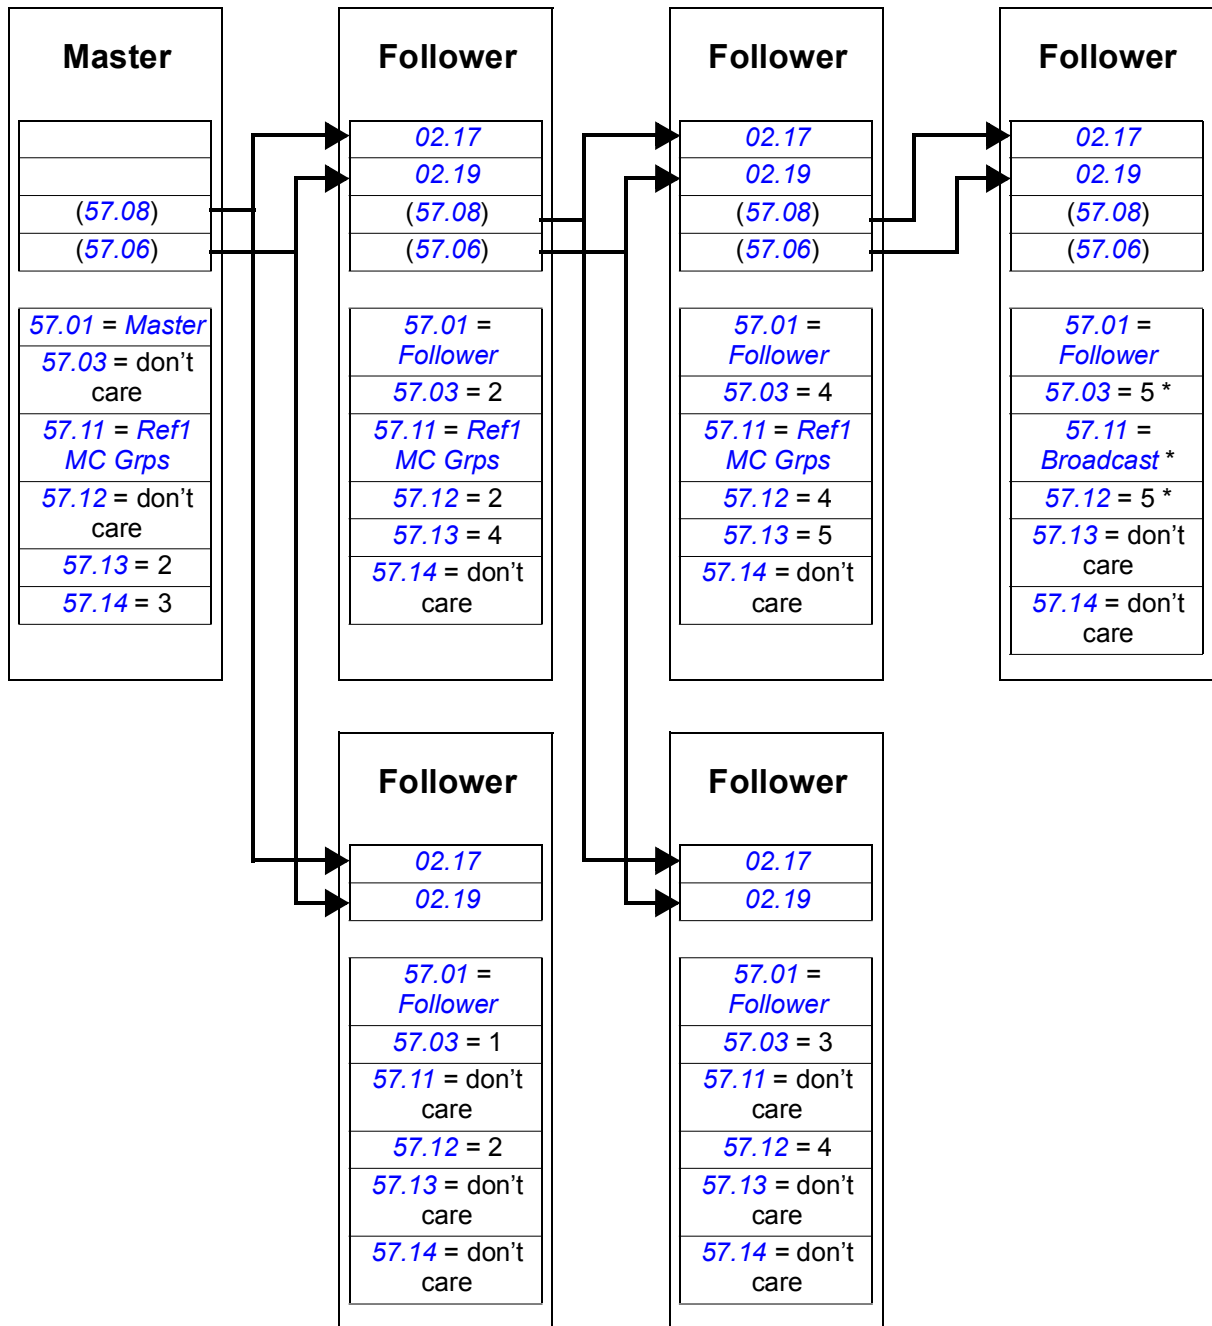 Master
(57.08)
(57.06)
57.01 = Master
57.03 = don't
care
57.11 = Ref1
MC Grps
57.12 = don't
care
57.13 = 2
57.14 = 3
Follower
02.17
02.19
(57.08)
(57.06)
57.01 =
Follower
57.03 = 2
57.11 = Ref1
MC Grps
57.12 = 2
57.13 = 4
57.14 = don't
care
Follower
02.17
02.19
(57.08)
(57.06)
57.01 =
Follower
57.03 = 4
57.11 = Ref1
MC Grps
57.12 = 4
57.13 = 5
57.14 = don't
care
Follower
02.17
02.19
(57.08)
(57.06)
57.01 =
Follower
57.03 = 5 *
57.11 =
Broadcast *
57.12 = 5 *
57.13 = don't
care
57.14 = don't
care
Follower
02.17
02.19
57.01 =
Follower
57.03 = 1
57.11 = don't
care
57.12 = 2
57.13 = don't
care
57.14 = don't
care
Follower
02.17
02.19
57.01 =
Follower
57.03 = 3
57.11 = don't
care
57.12 = 4
57.13 = don't
care
57.14 = don't
care